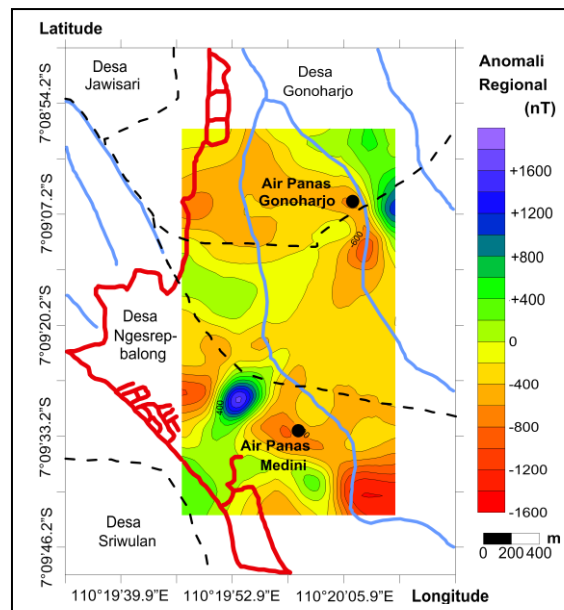 Latitude
Desa
Jawisari
Desa
Gonoharjo
Anomali
Regional
(nT)
7°08'54.2"S
7°09'07.2"S
7°09'20.2"S
7°09'33.2"S
7°09'46.2"S
Air Panas
Gonoharjo
-600
Desa
Ngesrep-
balong
400
Air Panas
Medini
Desa
Sriwulan
+1600
+1200
+800
+400
0
-400
-800
-1200
-1600
m
0 200 400
110°19'39.9"E 110°19'52.9"E 110°20'05.9"E Longitude